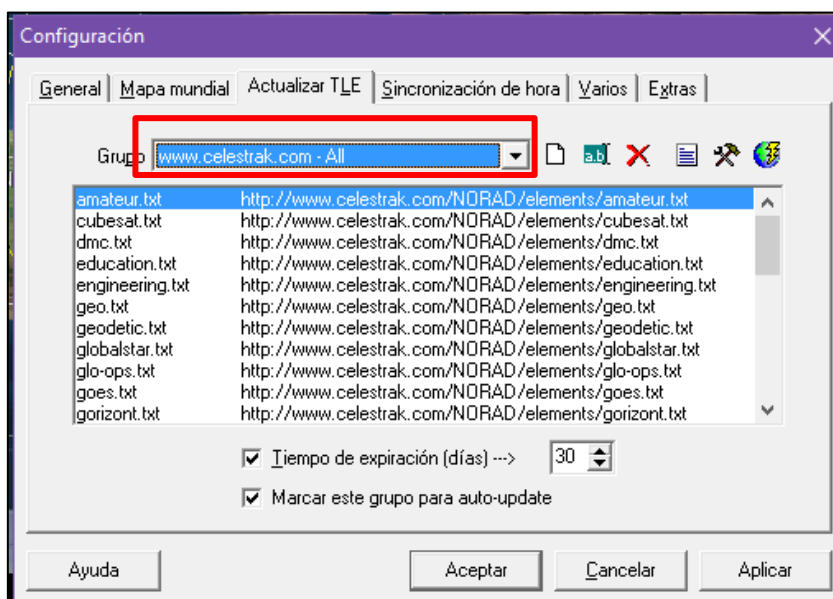 Configuración
General Mapa mundial Actualizar TLE Sincronización de hora Varios Extras
Grupo www.celestrak.com - All a.b
amateur.txt http://www.celestrak.com/NORAD/elements/amateur.txt
cubesat.txt http://www.celestrak.com/NORAD/elements/cubesat.txt
dmc.txt http://www.celestrak.com/NORAD/elements/dmc.txt
education.txt http://www.celestrak.com/NORAD/elements/education.txt
engineering.txt http://www.celestrak.com/NORAD/elements/engineering.txt
geo.txt http://www.celestrak.com/NORAD/elements/geo.txt
geodetic.txt http://www.celestrak.com/NORAD/elements/geodetic.txt
globalstar.txt http://www.celestrak.com/NORAD/elements/globalstar.txt
glo-ops.txt http://www.celestrak.com/NORAD/elements/glo-ops.txt
goes.txt http://www.celestrak.com/NORAD/elements/goes.txt
gorizont.txt http://www.celestrak.com/NORAD/elements/gorizont.txt
Tiempo de expiración (días) ---> 30
Marcar este grupo para auto-update
Ayuda Aceptar Cancelar Aplicar